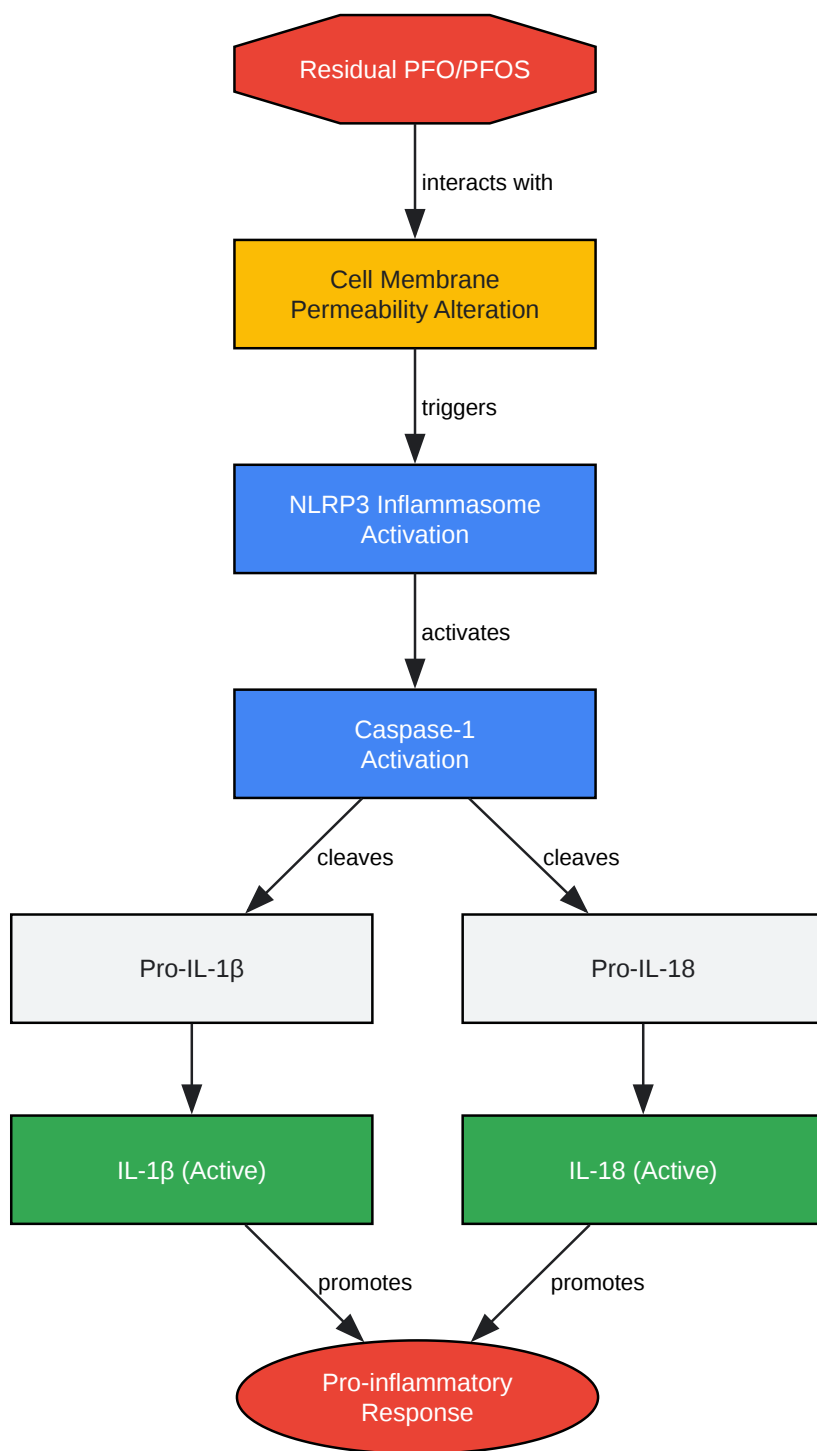 Residual PFO/PFOS
interacts with
Cell Membrane
Permeability Alteration
triggers
NLRP3 Inflammasome
Activation
activates
Caspase-1
Activation
cleaves
cleaves
Pro-IL-1β
Pro-IL-18
IL-1β (Active)
IL-18 (Active)
promotes
promotes
Pro-inflammatory
Response